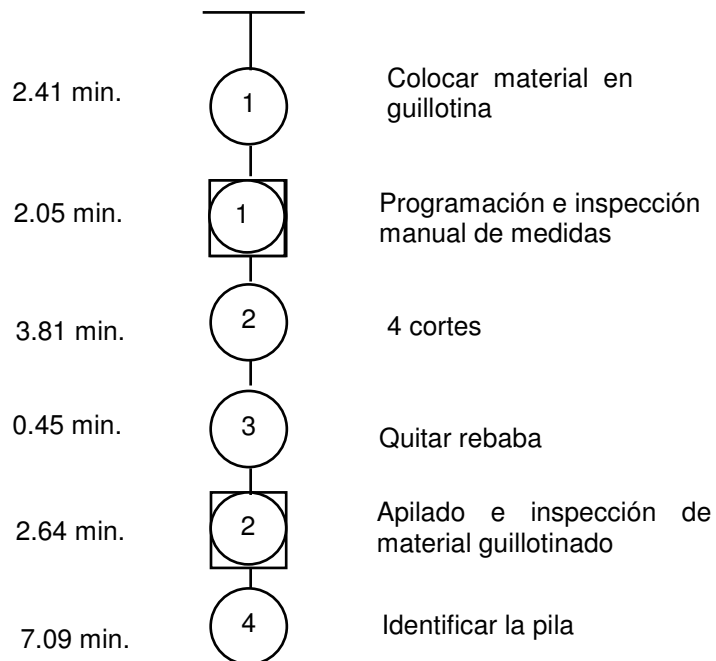 2.41 min.
1
Colocar material en
guillotina
2.05 min.
1
Programación e inspección
manual de medidas
3.81 min.
2
4 cortes
0.45 min.
3
Quitar rebaba
2.64 min.
2
Apilado e inspección de
material guillotinado
7.09 min.
4
Identificar la pila